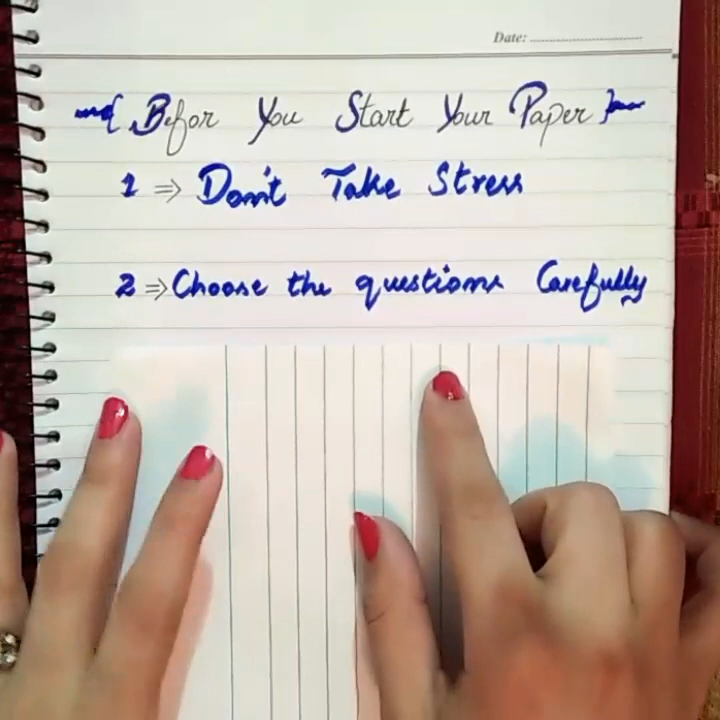 Date:
{ Befor You Start Your Paper }
1 ⇒ Don't Take Stress
2 ⇒ Choose the questions Carefully